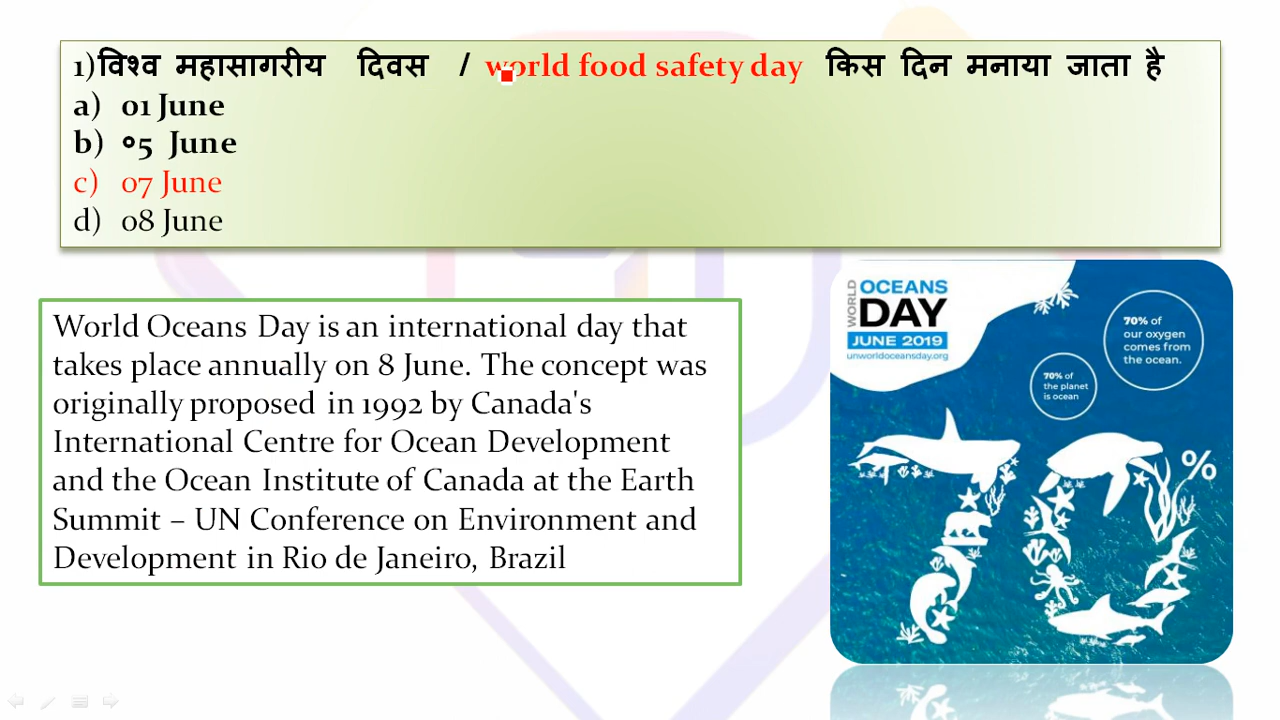 1)विश्व महासागरीय दिवस / world food safety day किस दिन मनाया जाता है
a) 01 June
b) ०5 June
c) 07 June
d) 08 June
World Oceans Day is an international day that
takes place annually on 8 June. The concept was
originally proposed in 1992 by Canada's
International Centre for Ocean Development
and the Ocean Institute of Canada at the Earth
Summit – UN Conference on Environment and
Development in Rio de Janeiro, Brazil
WORLD
OCEANS
DAY
JUNE 2019
unworldoceansday.org
70% of
our oxygen
comes from
the ocean.
70% of
the planet
is ocean
70%